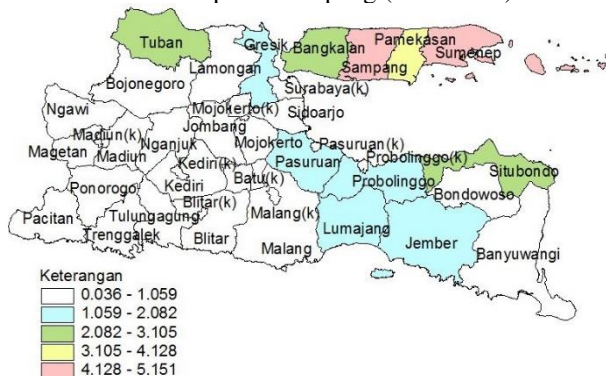 Tuban
Gresik
Bangkalan
Pamekasan
Sampang
Sumenep
Lamongan
Bojonegoro
Surabaya(k)
Ngawi
Mojokerto(k)
Sidoarjo
Madiun(k)
Jombang
Nganjuk
Mojokerto
Pasuruan(k)
Magetan
Madiun
Kediri(k)
Pasuruan
Probolinggo(k)
Situbondo
Ponorogo
Kediri
Batu(k)
Probolinggo
Bondowoso
Pacitan
Tulungagung
Blitar(k)
Malang(k)
Trenggalek
Blitar
Malang
Lumajang
Jember
Banyuwangi
Keterangan
0.036 - 1.059
1.059 - 2.082
2.082 - 3.105
3.105 - 4.128
4.128 - 5.151